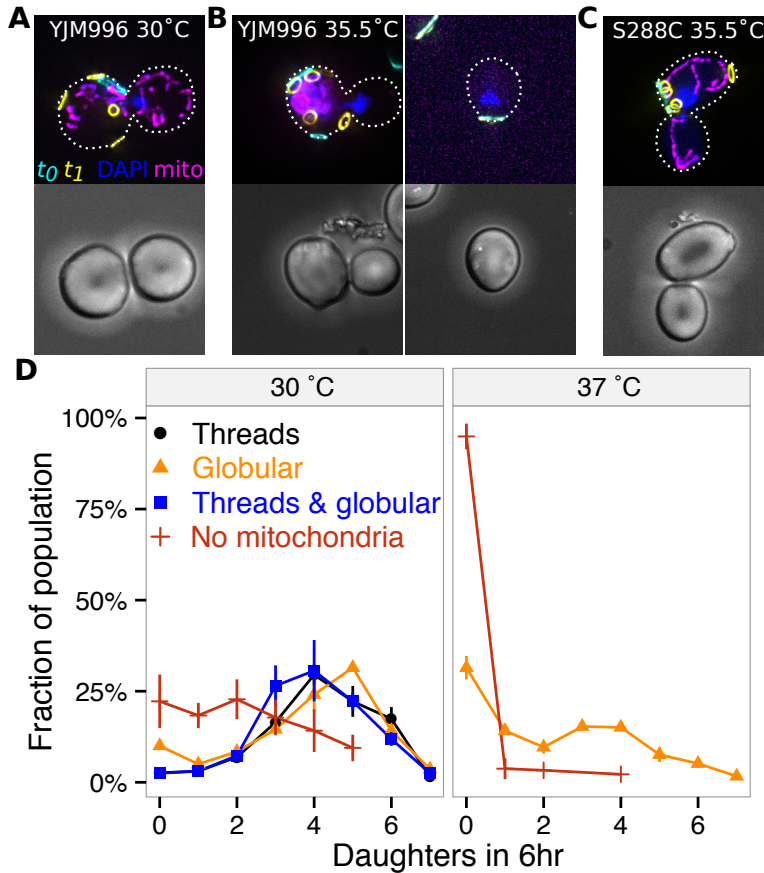 A
YJM996 30˚C
B
YJM996 35.5˚C
C
S288C 35.5˚C
t0 t1 DAPI mito
D
30 ˚C
37 ˚C
Fraction of population
100%
75%
50%
25%
0%
Threads
Globular
Threads & globular
No mitochondria
0 2 4 6
0 2 4 6
Daughters in 6hr